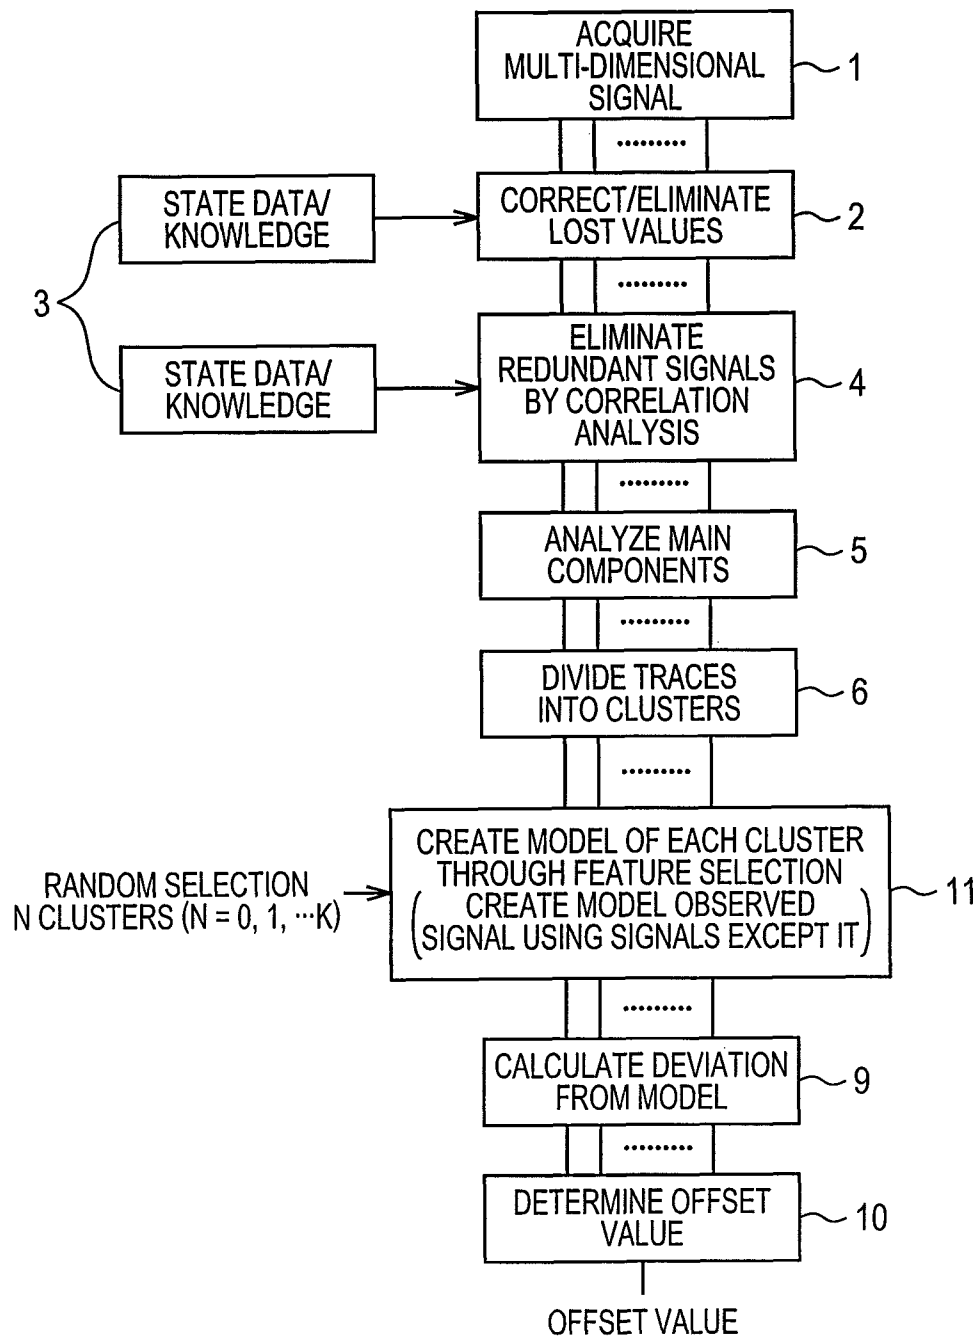 ACQUIRE
MULTI-DIMENSIONAL
SIGNAL
1
STATE DATA/
KNOWLEDGE
CORRECT/ELIMINATE
LOST VALUES
2
3
STATE DATA/
KNOWLEDGE
ELIMINATE
REDUNDANT SIGNALS
BY CORRELATION
ANALYSIS
4
ANALYZE MAIN
COMPONENTS
5
DIVIDE TRACES
INTO CLUSTERS
6
RANDOM SELECTION
N CLUSTERS (N = 0, 1, ···K)
CREATE MODEL OF EACH CLUSTER
THROUGH FEATURE SELECTION
(CREATE MODEL OBSERVED
SIGNAL USING SIGNALS EXCEPT IT)
11
CALCULATE DEVIATION
FROM MODEL
9
DETERMINE OFFSET
VALUE
10
OFFSET VALUE